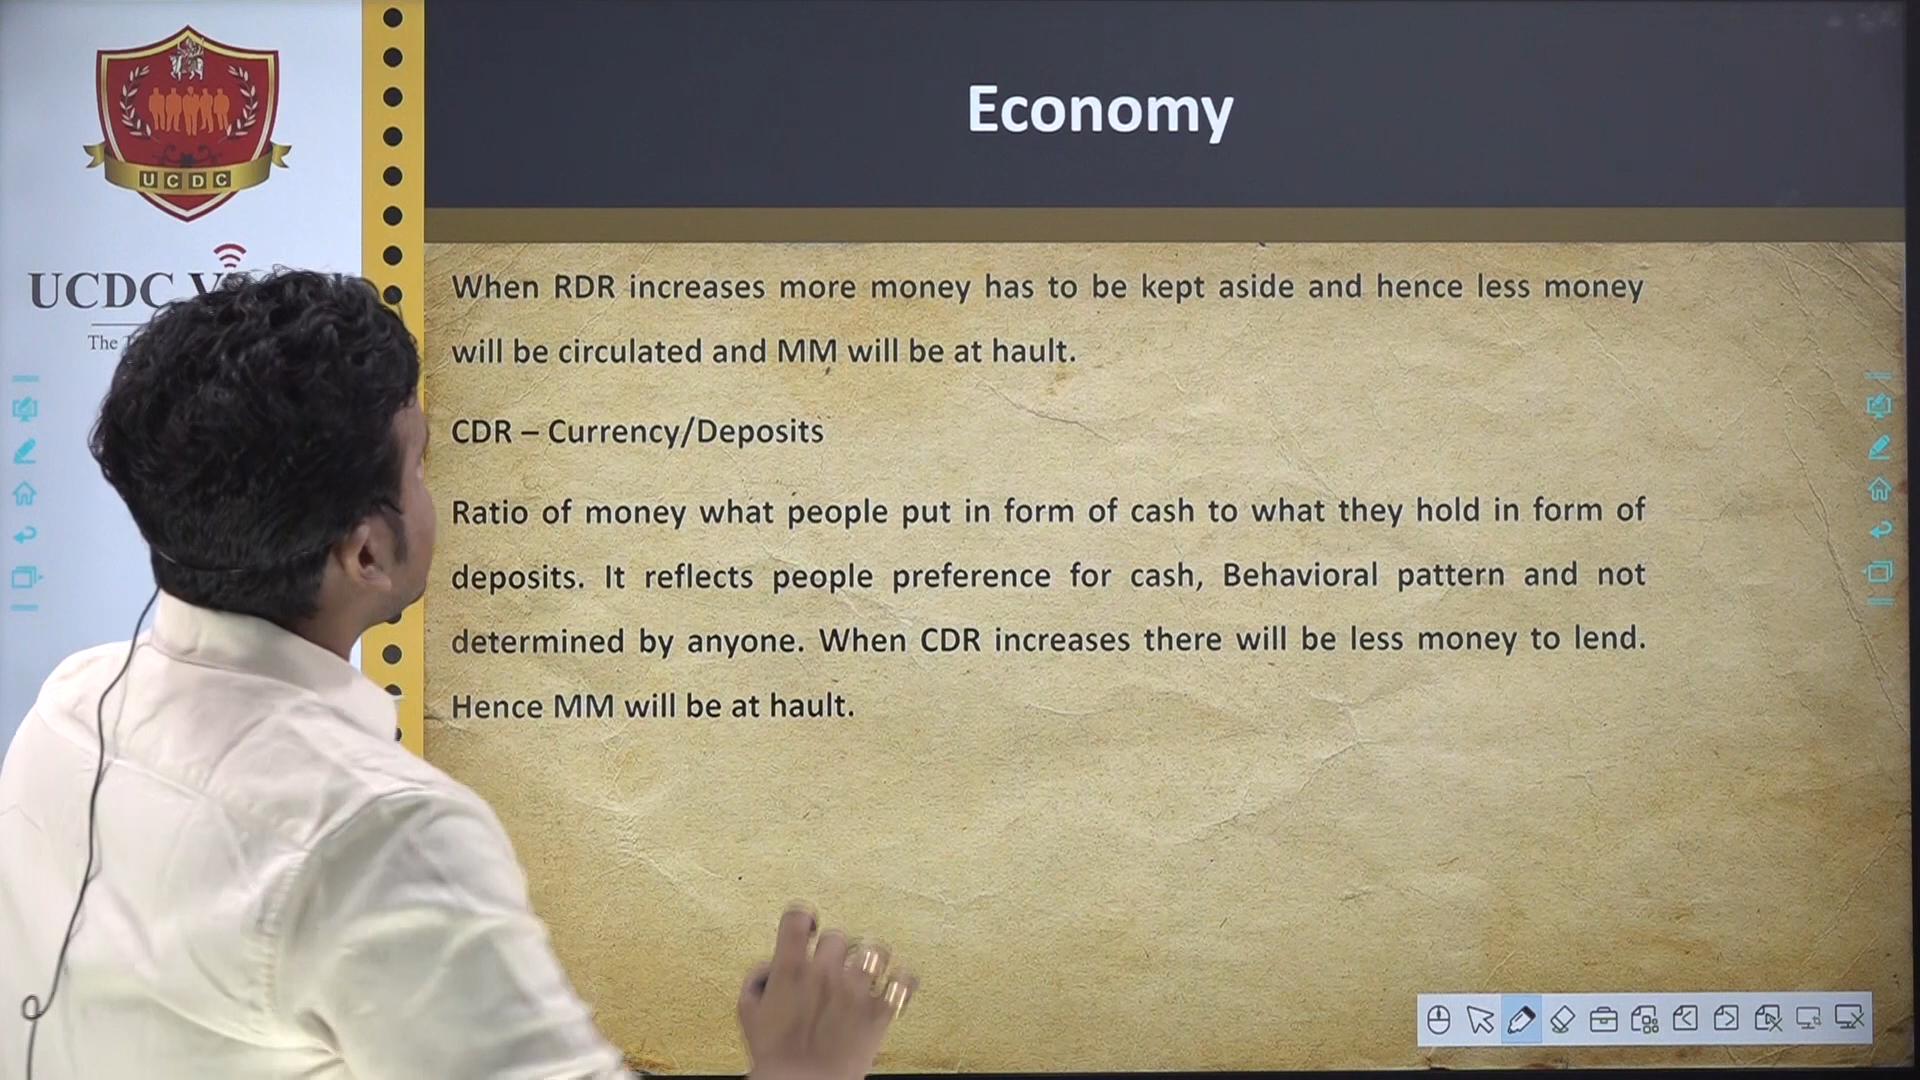 Economy
UCDC
UCDC
The
When RDR increases more money has to be kept aside and hence less money
will be circulated and MM will be at hault.
CDR – Currency/Deposits
Ratio of money what people put in form of cash to what they hold in form of
deposits. It reflects people preference for cash, Behavioral pattern and not
determined by anyone. When CDR increases there will be less money to lend.
Hence MM will be at hault.